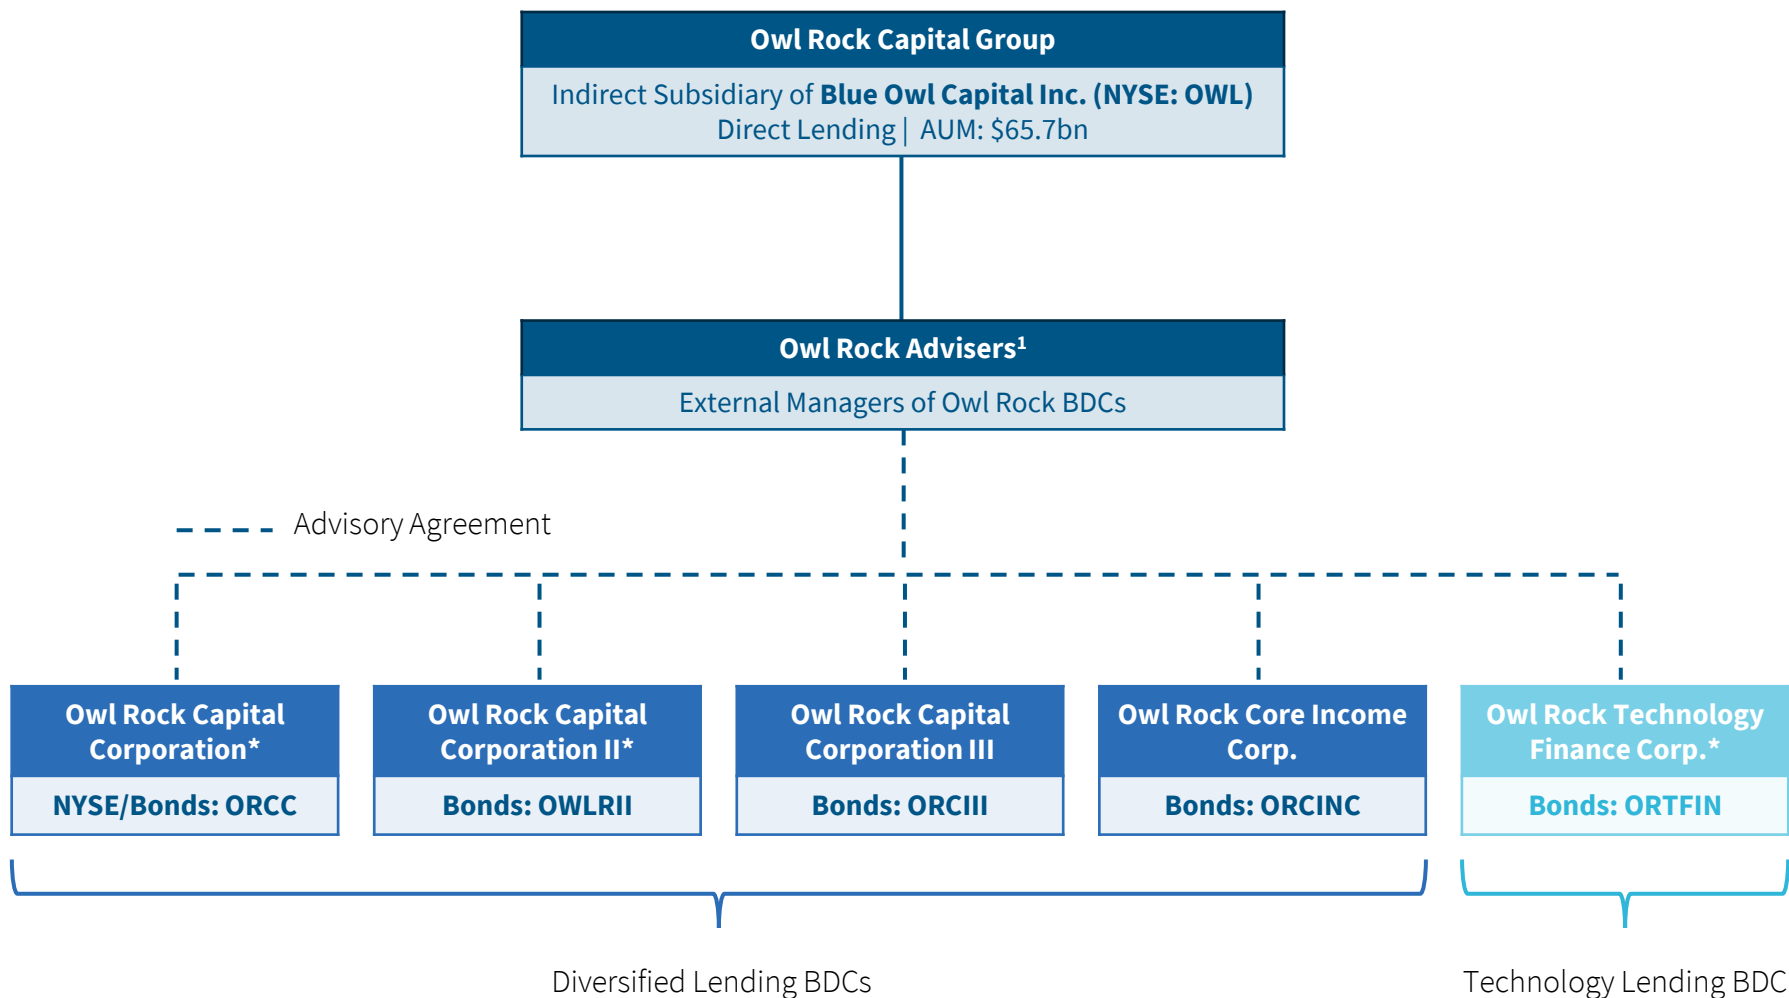 Owl Rock Capital Group
Indirect Subsidiary of Blue Owl Capital Inc. (NYSE: OWL)
Direct Lending | AUM: $65.7bn
Owl Rock Advisers¹
External Managers of Owl Rock BDCs
Advisory Agreement
Owl Rock Capital
Corporation*
NYSE/Bonds: ORCC
Owl Rock Capital
Corporation II*
Bonds: OWLRII
Owl Rock Capital
Corporation III
Bonds: ORCIII
Owl Rock Core Income
Corp.
Bonds: ORCINC
Owl Rock Technology
Finance Corp.*
Bonds: ORTFIN
Diversified Lending BDCs
Technology Lending BDC